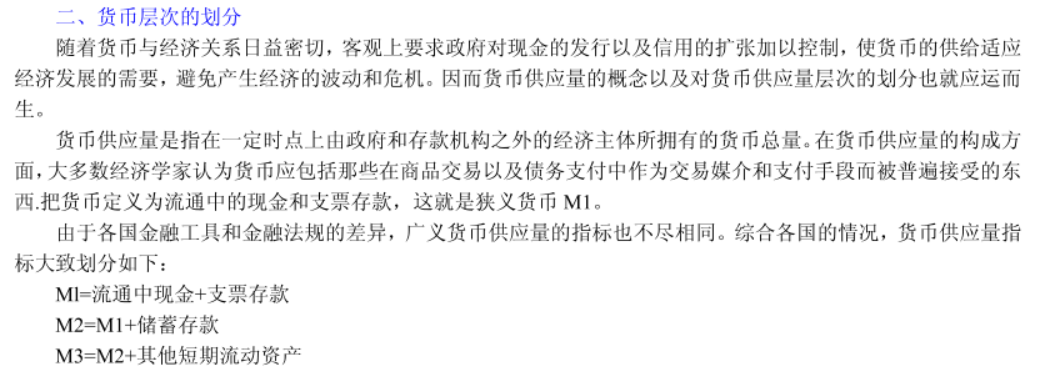 二、货币层次的划分
随着货币与经济关系日益密切，客观上要求政府对现金的发行以及信用的扩张加以控制，使货币的供给适应
经济发展的需要，避免产生经济的波动和危机。因而货币供应量的概念以及对货币供应量层次的划分也就应运而
生。
货币供应量是指在一定时点上由政府和存款机构之外的经济主体所拥有的货币总量。在货币供应量的构成方
面，大多数经济学家认为货币应包括那些在商品交易以及债务支付中作为交易媒介和支付手段而被普遍接受的东
西.把货币定义为流通中的现金和支票存款，这就是狭义货币 M1。
由于各国金融工具和金融法规的差异，广义货币供应量的指标也不尽相同。综合各国的情况，货币供应量指
标大致划分如下：
Ml=流通中现金+支票存款
M2=M1+储蓄存款
M3=M2+其他短期流动资产